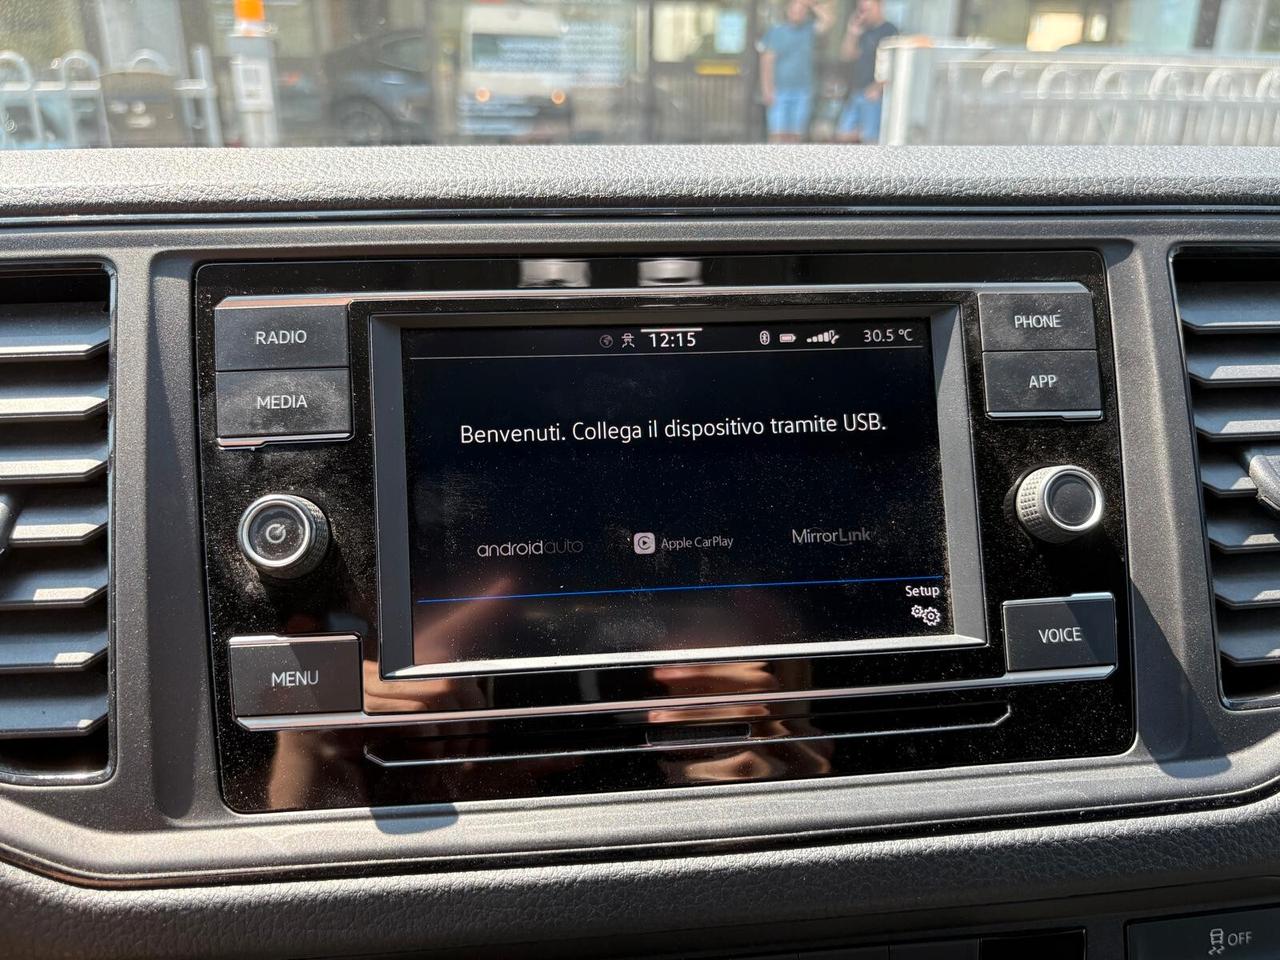 RADIO
MEDIA
MENU
12:15
30.5 °C
Benvenuti. Collega il dispositivo tramite USB.
androidauto
Apple CarPlay
MirrorLink
Setup
PHONE
APP
VOICE
OFF